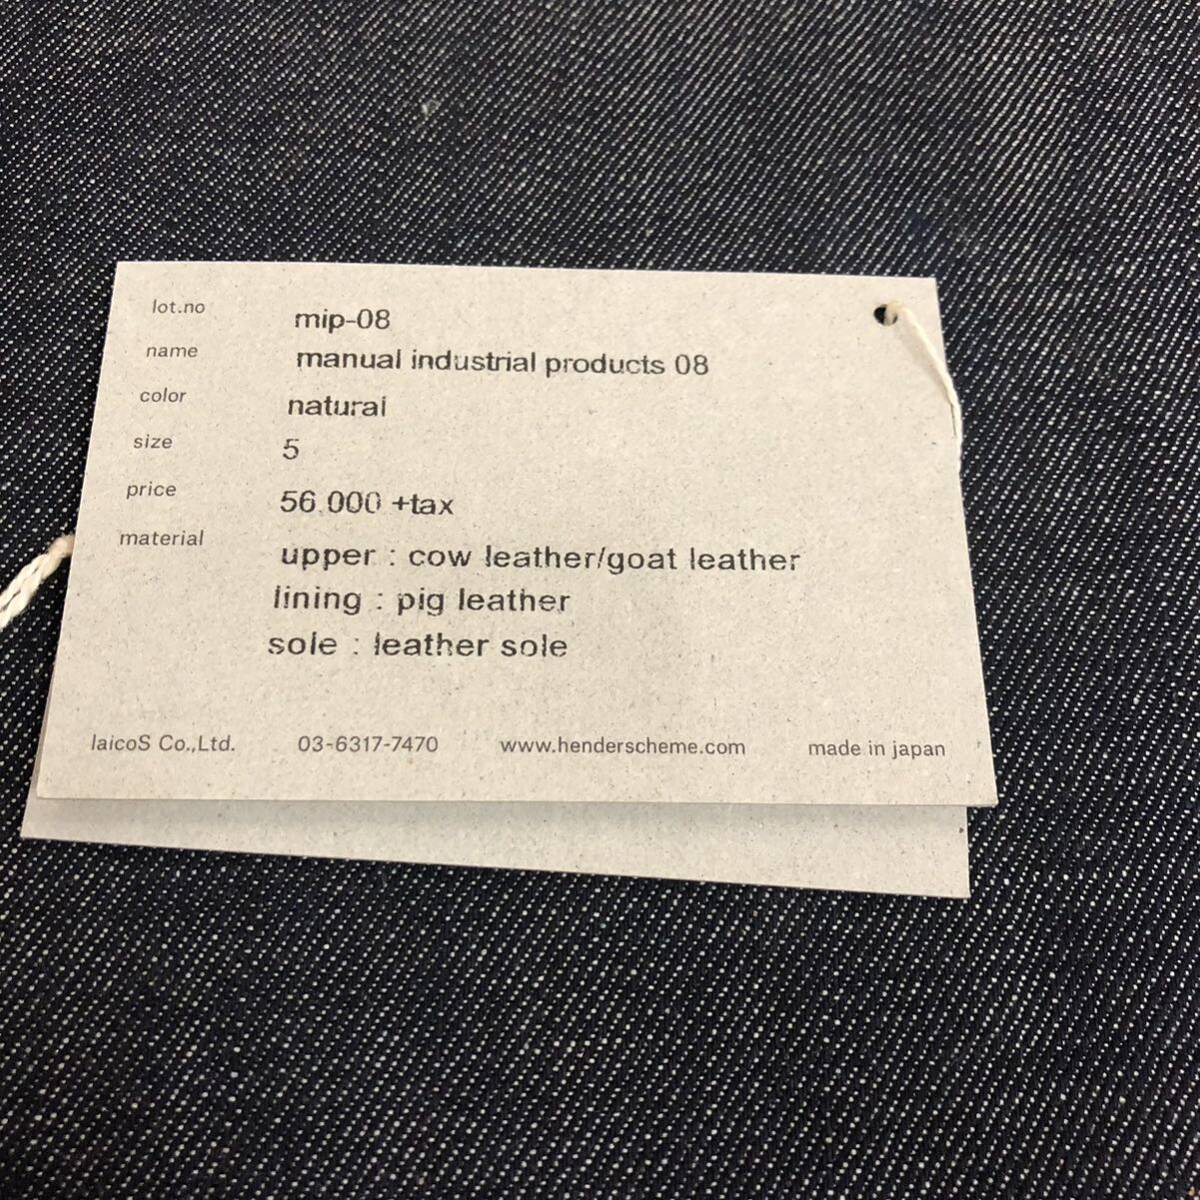 lot.no mip-08
name manual industrial products 08
color natural
size 5
price 56.000 +tax
material upper : cow leather/goat leather
lining : pig leather
sole : leather sole
laicoS Co.,Ltd. 03-6317-7470 www.henderscheme.com made in japan